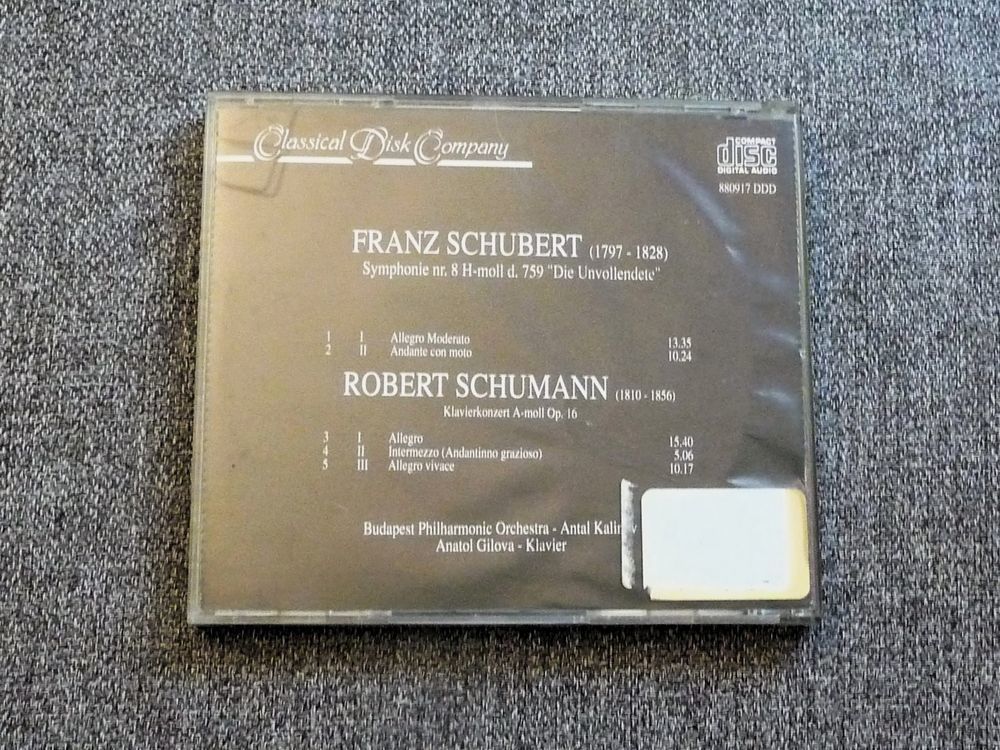 Classical Disk Company
COMPACT
disc
DIGITAL AUDIO
880917 DDD
FRANZ SCHUBERT (1797 - 1828)
Symphonie nr. 8 H-moll d. 759 "Die Unvollendete"
1 I Allegro Moderato 13.35
2 II Andante con moto 10.24
ROBERT SCHUMANN (1810 - 1856)
Klavierkonzert A-moll Op. 16
3 I Allegro 15.40
4 II Intermezzo (Andantinno grazioso) 5.06
5 III Allegro vivace 10.17
Budapest Philharmonic Orchestra - Antal
Anatol Gilova - Klavier